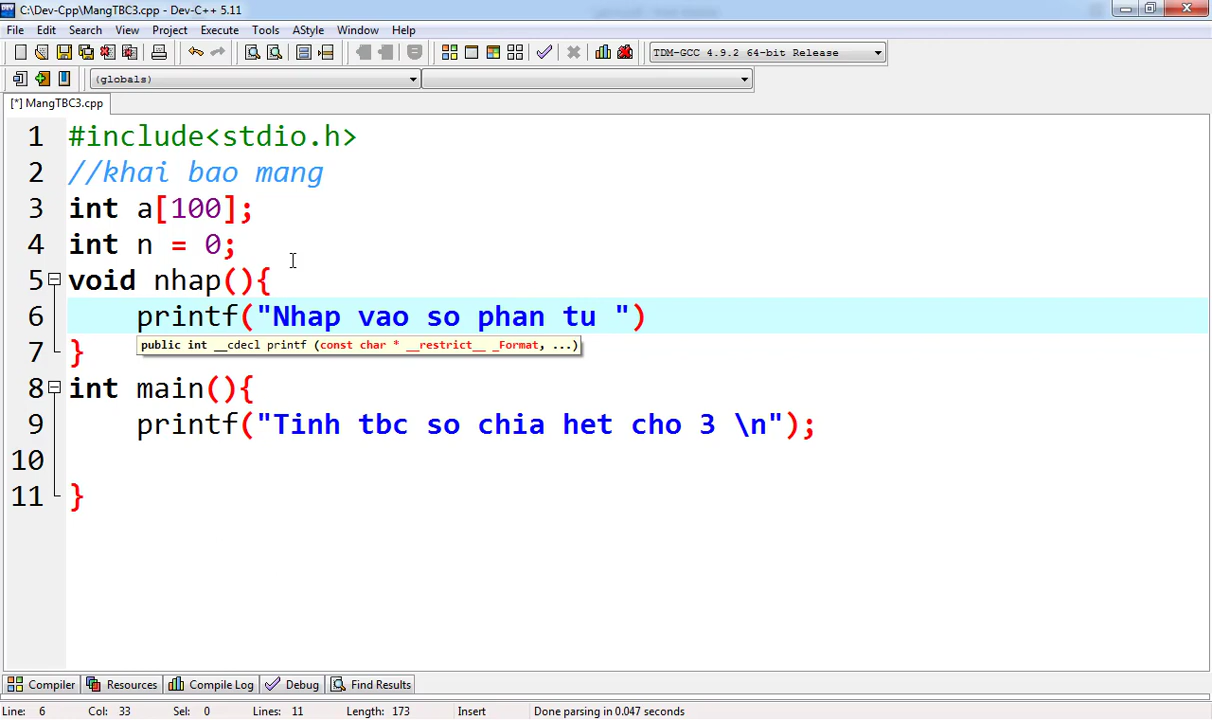 C:\Dev-Cpp\MangTBC3.cpp - Dev-C++ 5.11
File Edit Search View Project Execute Tools AStyle Window Help
TDM-GCC 4.9.2 64-bit Release
(globals)
[*] MangTBC3.cpp
1 #include<stdio.h>
2 //khai bao mang
3 int a[100];
4 int n = 0;
5 void nhap(){
6 printf("Nhap vao so phan tu ")
7 }
public int __cdecl printf (const char * __restrict__ _Format, ...)
8 int main(){
9 printf("Tinh tbc so chia het cho 3 \n");
10
11 }
Compiler Resources Compile Log Debug Find Results
Line: 6 Col: 33 Sel: 0 Lines: 11 Length: 173 Insert Done parsing in 0.047 seconds